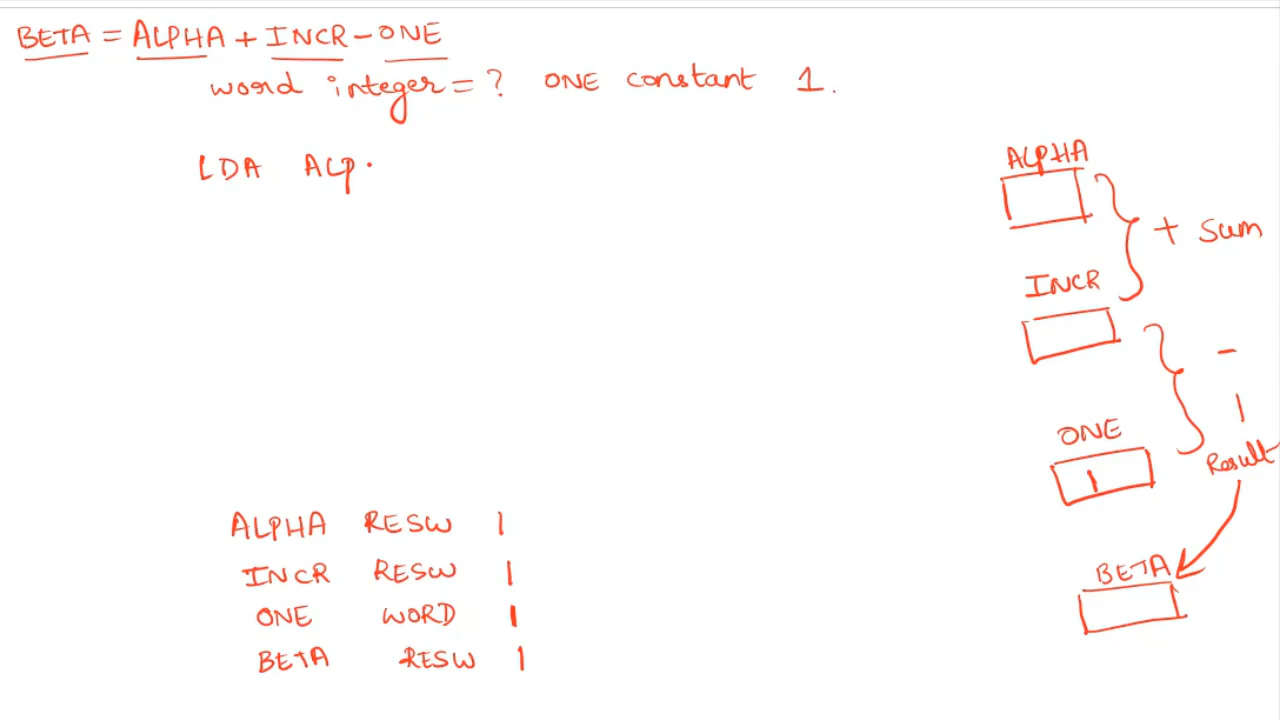 BETA = ALPHA + INCR - ONE
word integer = ? ONE constant 1.
LDA ALP
ALPHA
+ Sum
INCR
-
1
ONE
1
Result
BETA
ALPHA RESW 1
INCR RESW 1
ONE WORD 1
BETA RESW 1